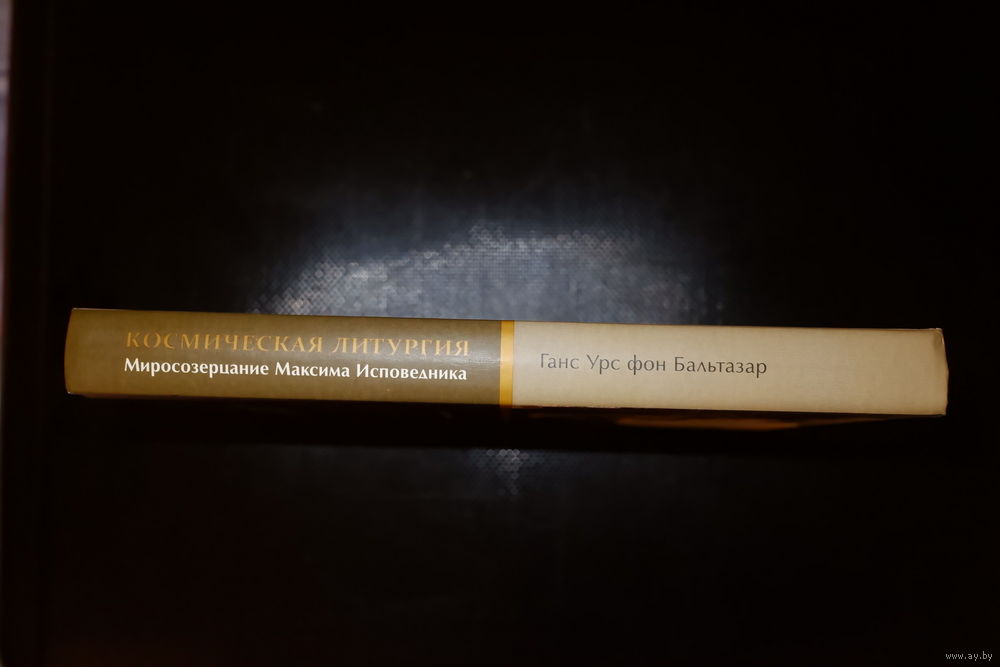 КОСМИЧЕСКАЯ ЛИТУРГИЯ
Миросозерцание Максима Исповедника
Ганс Урс фон Бальтазар
www.ay.by